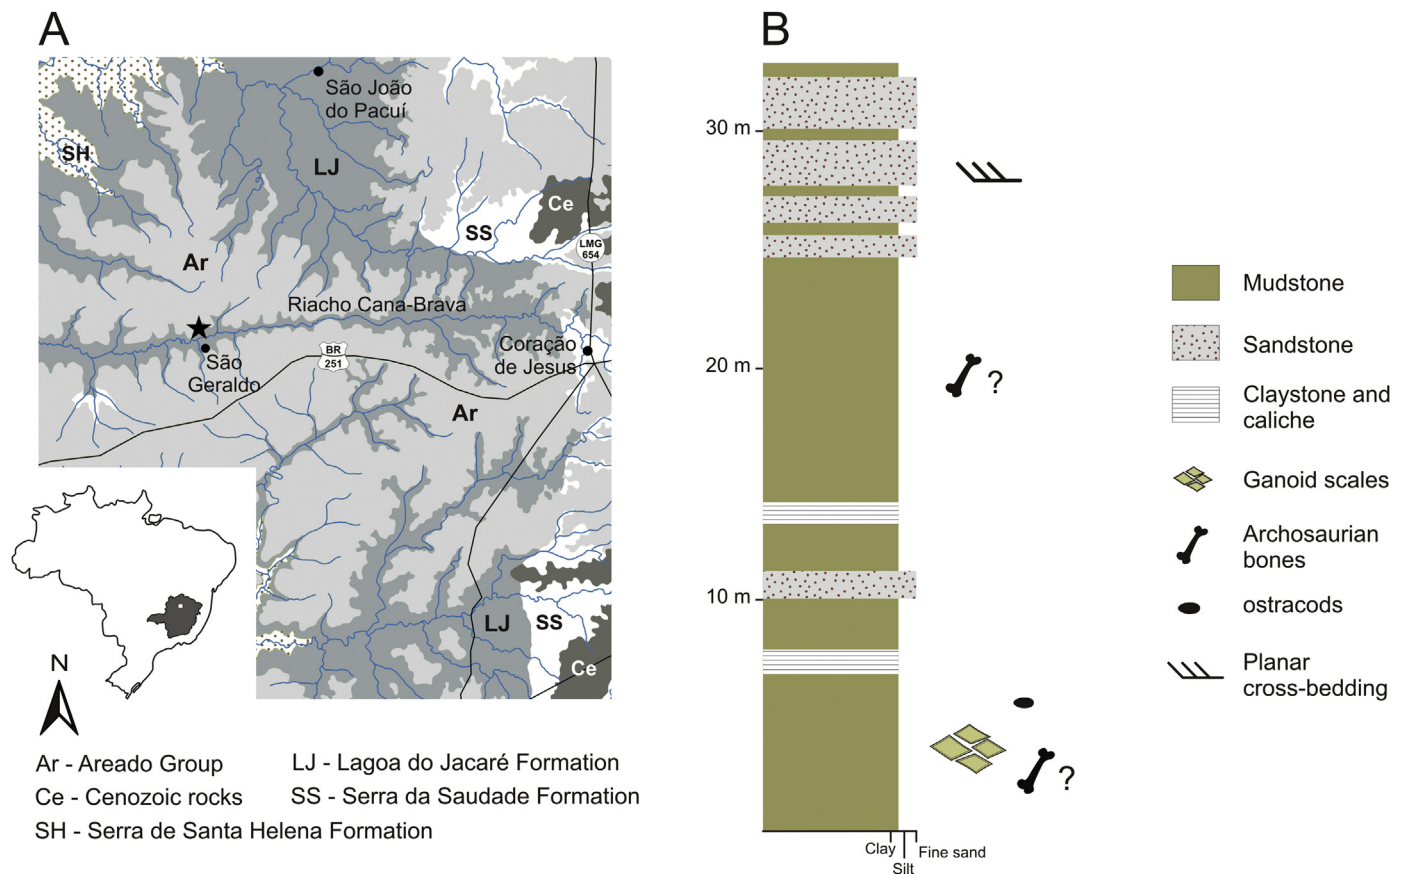 A
São João
do Pacuí
SH
LJ
Ce
SS
LMG
654
Ar
Riacho Cana-Brava
São
Geraldo
BR
251
Coração
de Jesus
Ar
LJ
SS
Ce
N
Ar - Areado Group
LJ - Lagoa do Jacaré Formation
Ce - Cenozoic rocks
SS - Serra da Saudade Formation
SH - Serra de Santa Helena Formation
B
30 m
20 m
?
10 m
?
Clay
Silt
Fine sand
Mudstone
Sandstone
Claystone and
caliche
Ganoid scales
Archosaurian
bones
ostracods
Planar
cross-bedding